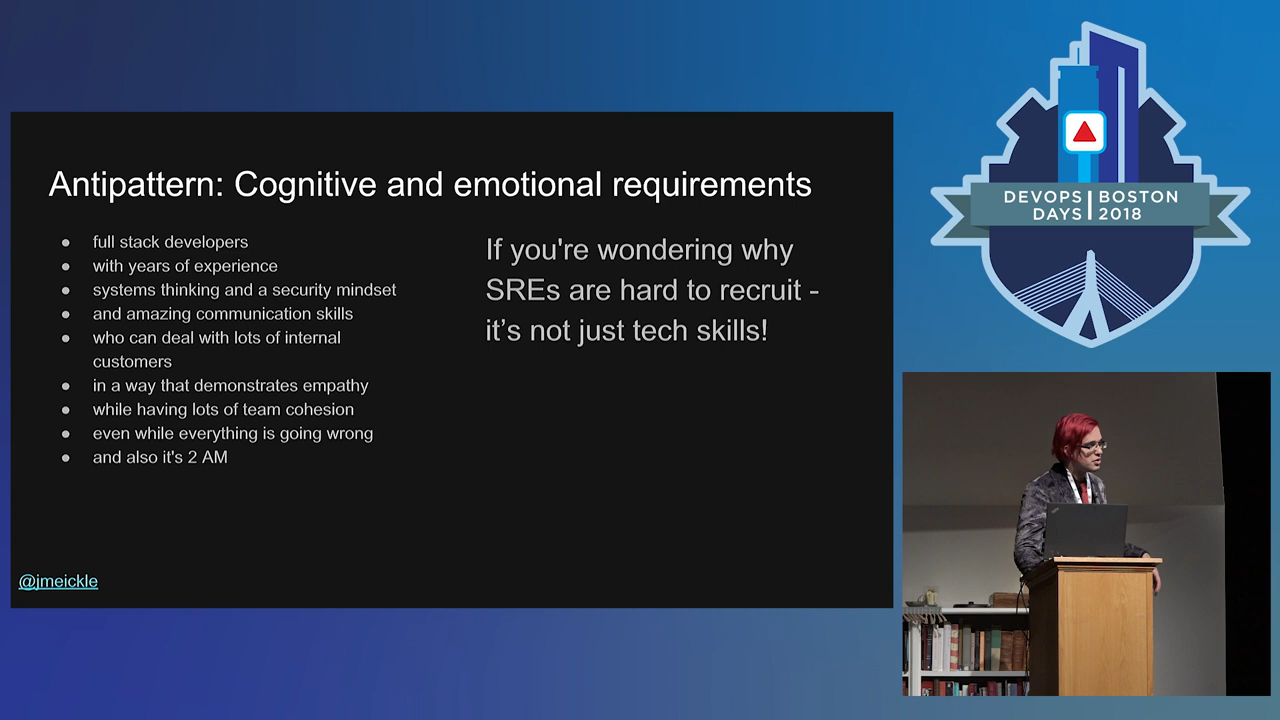 Antipattern: Cognitive and emotional requirements
● full stack developers
● with years of experience
● systems thinking and a security mindset
● and amazing communication skills
● who can deal with lots of internal
customers
● in a way that demonstrates empathy
● while having lots of team cohesion
● even while everything is going wrong
● and also it's 2 AM
If you're wondering why
SREs are hard to recruit -
it’s not just tech skills!
@jmeickle
DEVOPS | BOSTON
DAYS | 2018